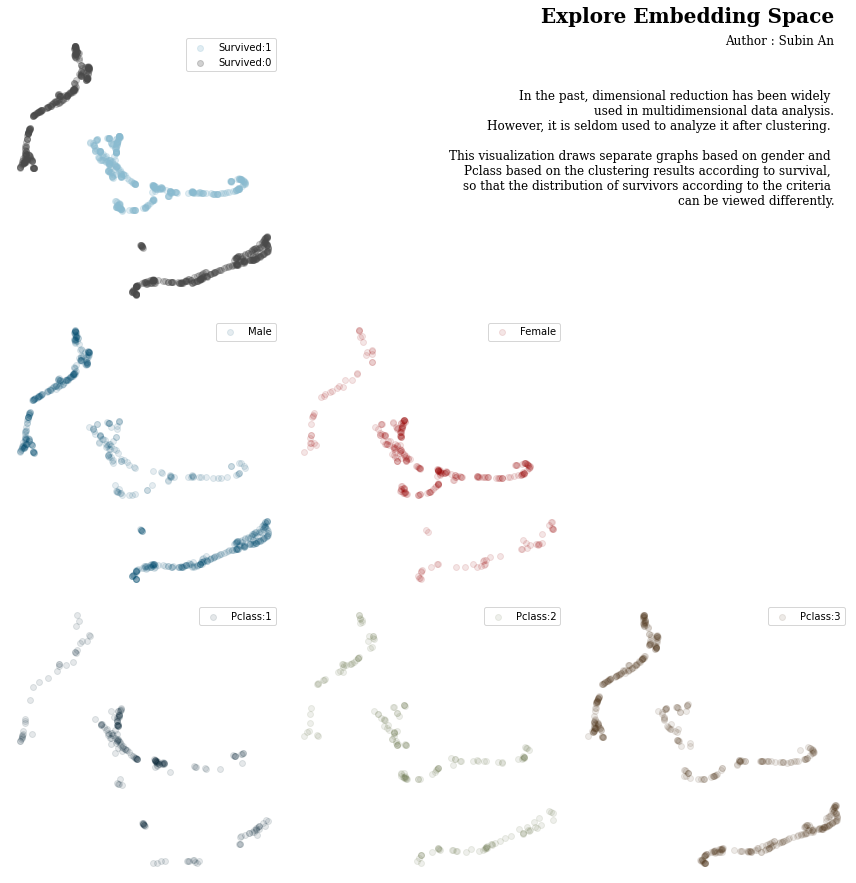 Explore Embedding Space
Author : Subin An
Survived:1
Survived:0
In the past, dimensional reduction has been widely
used in multidimensional data analysis.
However, it is seldom used to analyze it after clustering.
This visualization draws separate graphs based on gender and
Pclass based on the clustering results according to survival,
so that the distribution of survivors according to the criteria
can be viewed differently.
Male
Female
Pclass:1
Pclass:2
Pclass:3